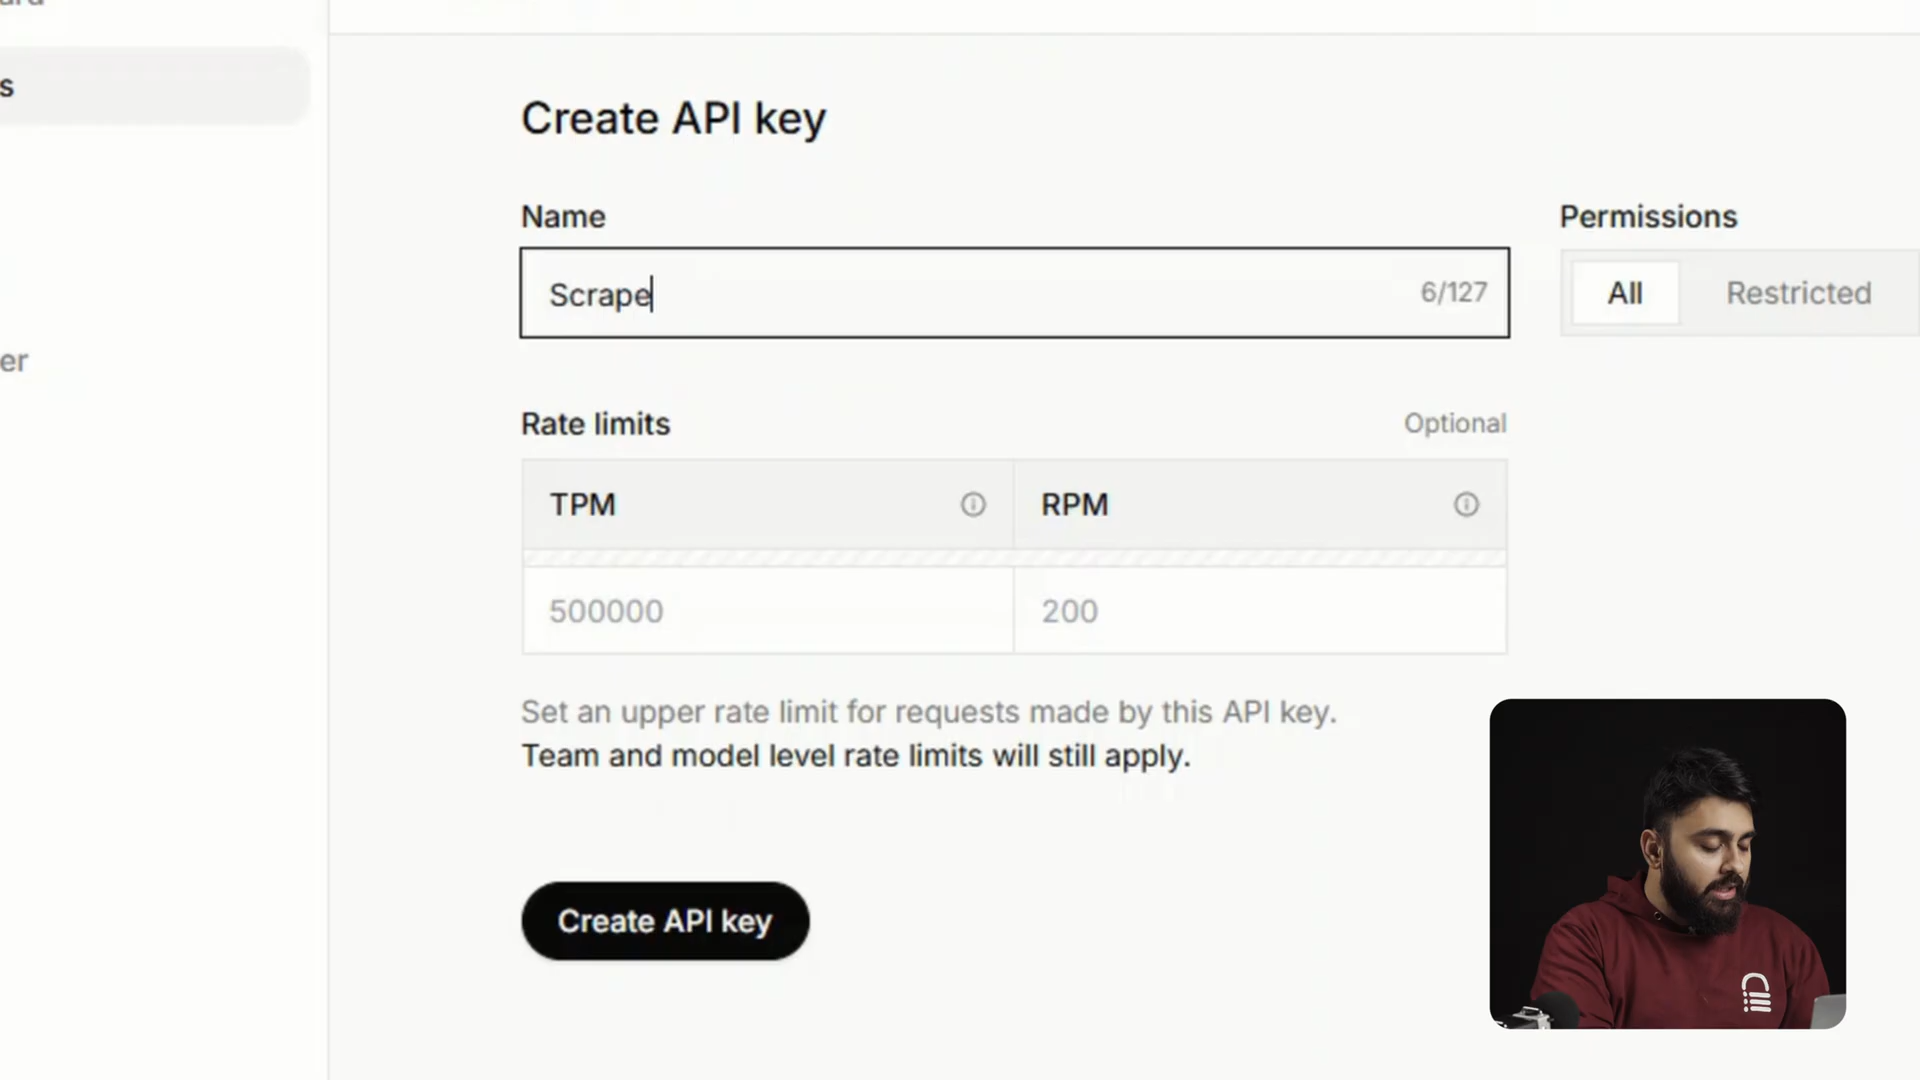 s
Create API key
Name
Permissions
Scrape
6/127
All
Restricted
er
Rate limits
Optional
TPM
RPM
500000
200
Set an upper rate limit for requests made by this API key.
Team and model level rate limits will still apply.
Create API key